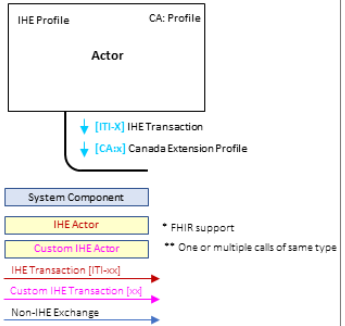 IHE Profile
CA: Profile
Actor
[ITI-X] IHE Transaction
[CA:x] Canada Extension Profile
System Component
IHE Actor
* FHIR support
Custom IHE Actor
** One or multiple calls of same type
IHE Transaction [ITI-xx]
Custom IHE Transaction [xx]
Non-IHE Exchange